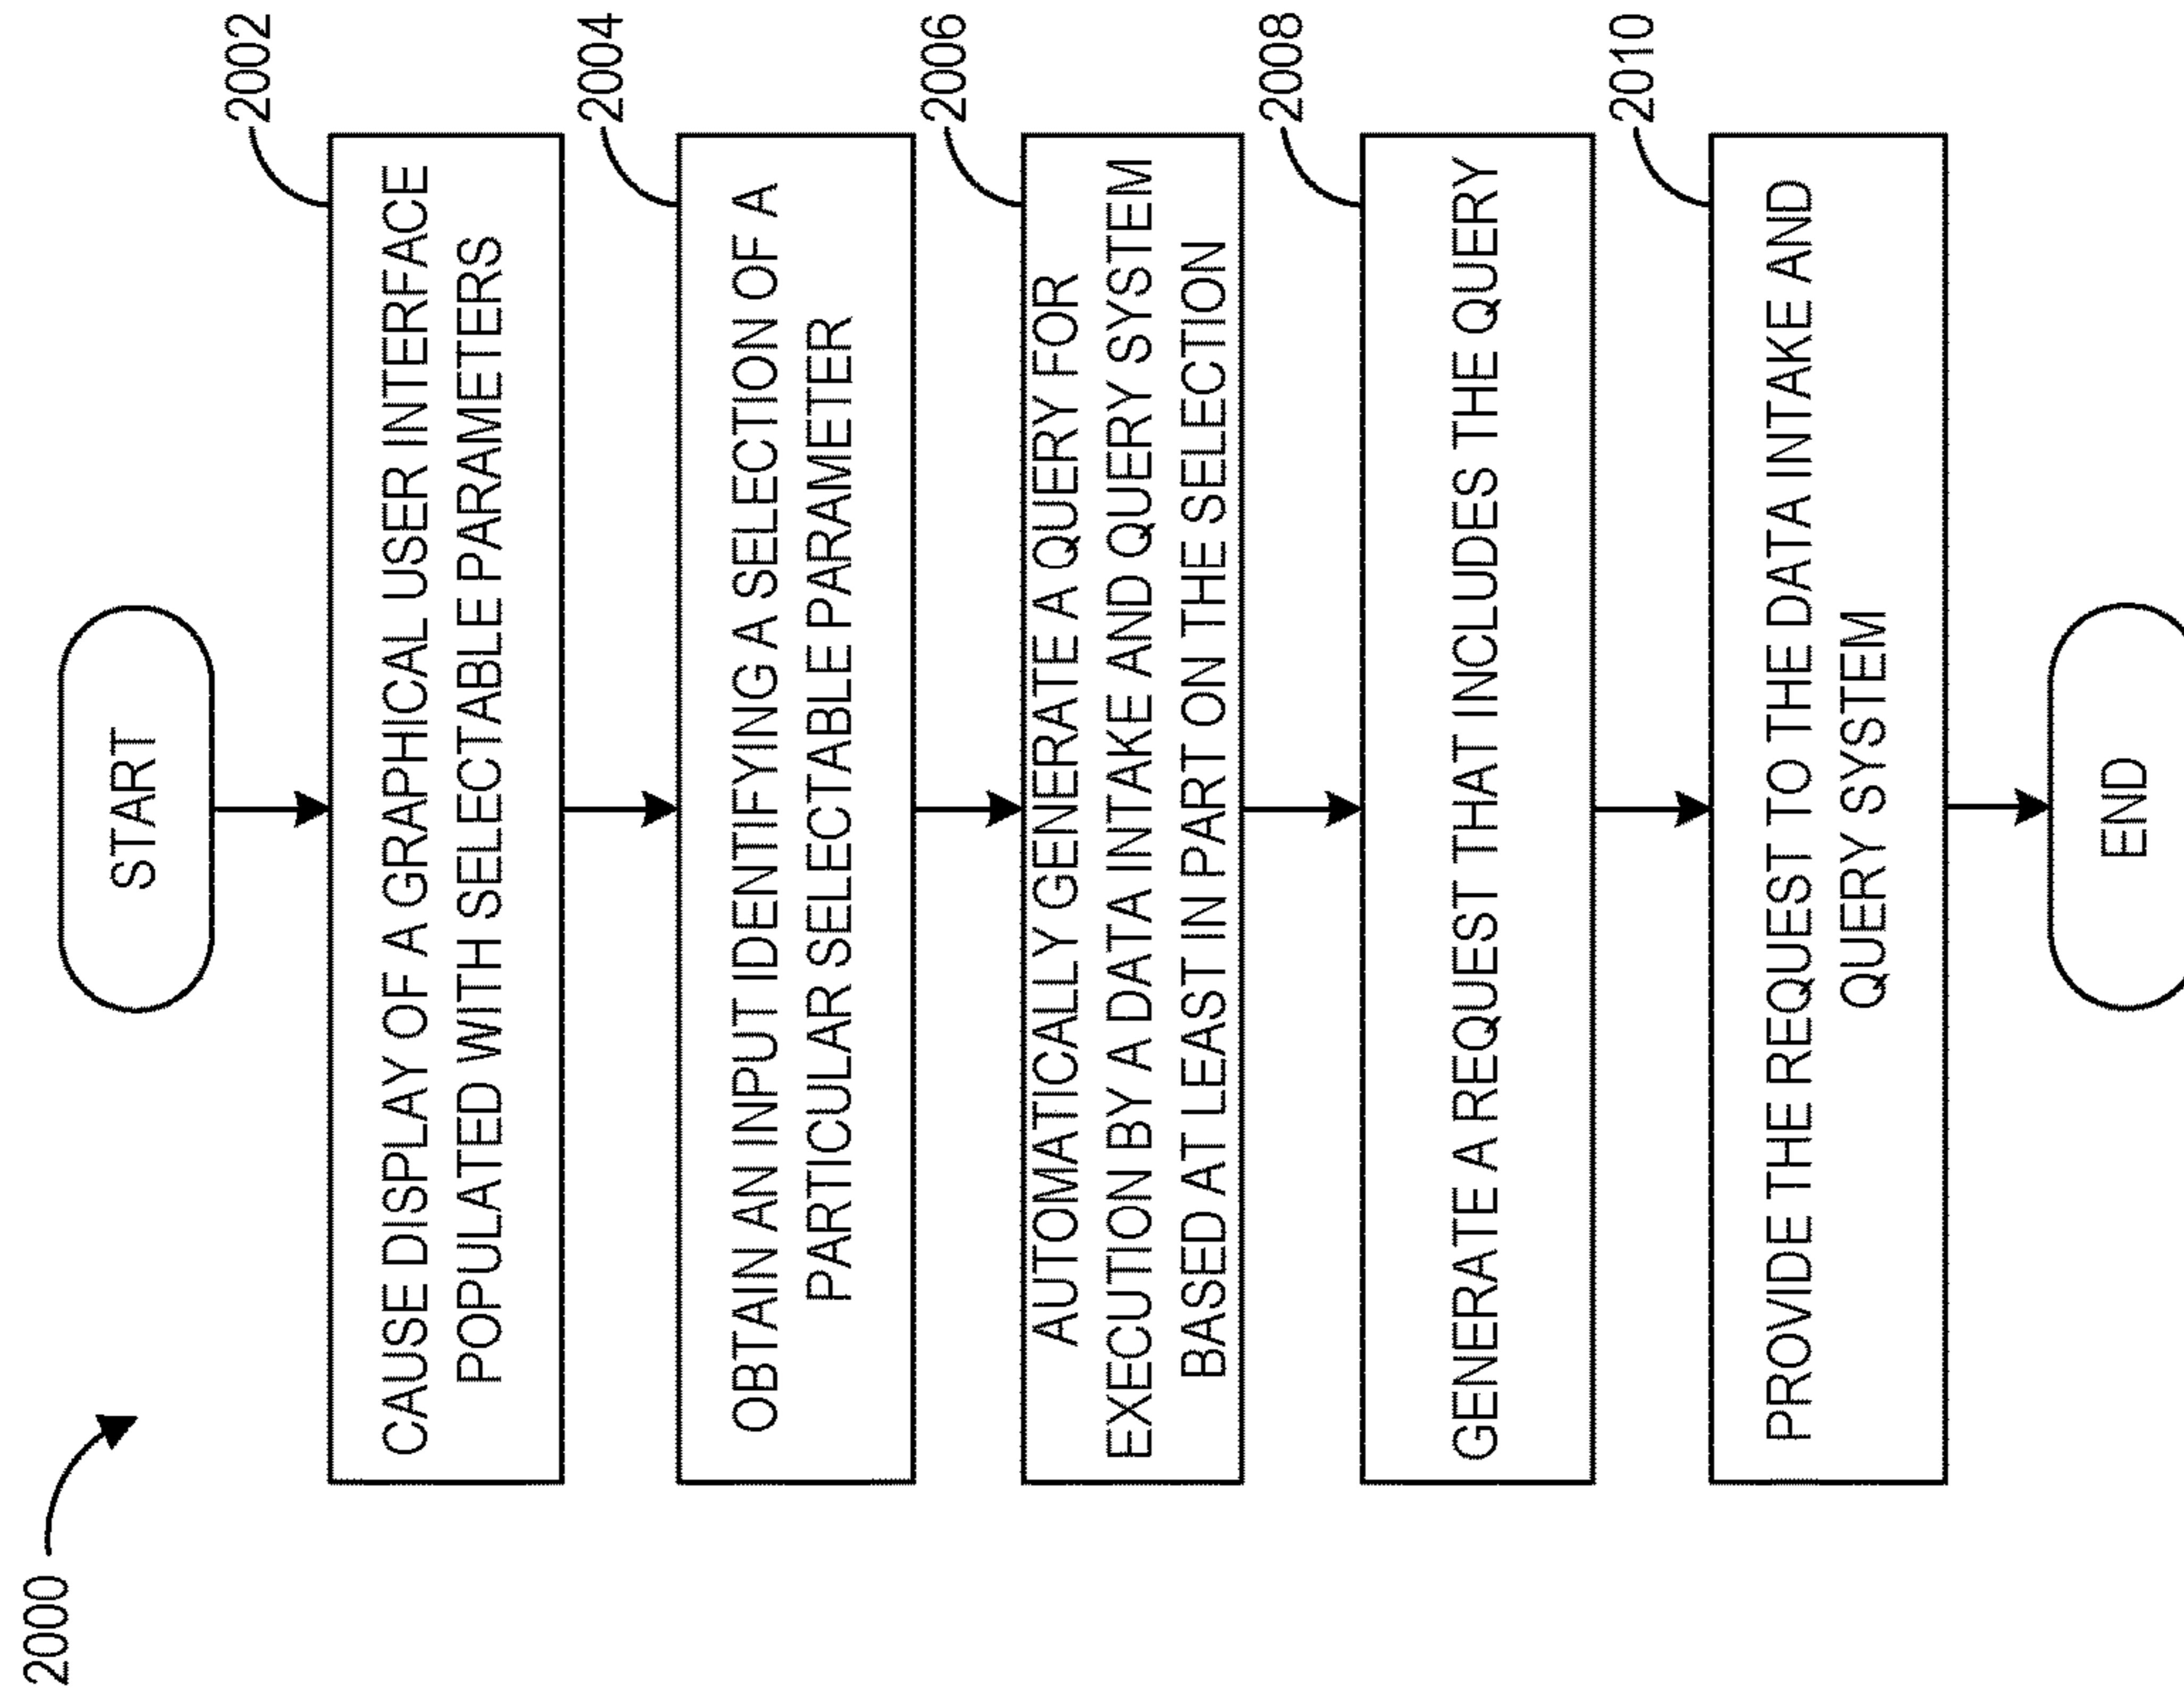 2000
START
2002
CAUSE DISPLAY OF A GRAPHICAL USER INTERFACE
POPULATED WITH SELECTABLE PARAMETERS
2004
OBTAIN AN INPUT IDENTIFYING A SELECTION OF A
PARTICULAR SELECTABLE PARAMETER
2006
AUTOMATICALLY GENERATE A QUERY FOR
EXECUTION BY A DATA INTAKE AND QUERY SYSTEM
BASED AT LEAST IN PART ON THE SELECTION
2008
GENERATE A REQUEST THAT INCLUDES THE QUERY
2010
PROVIDE THE REQUEST TO THE DATA INTAKE AND
QUERY SYSTEM
END